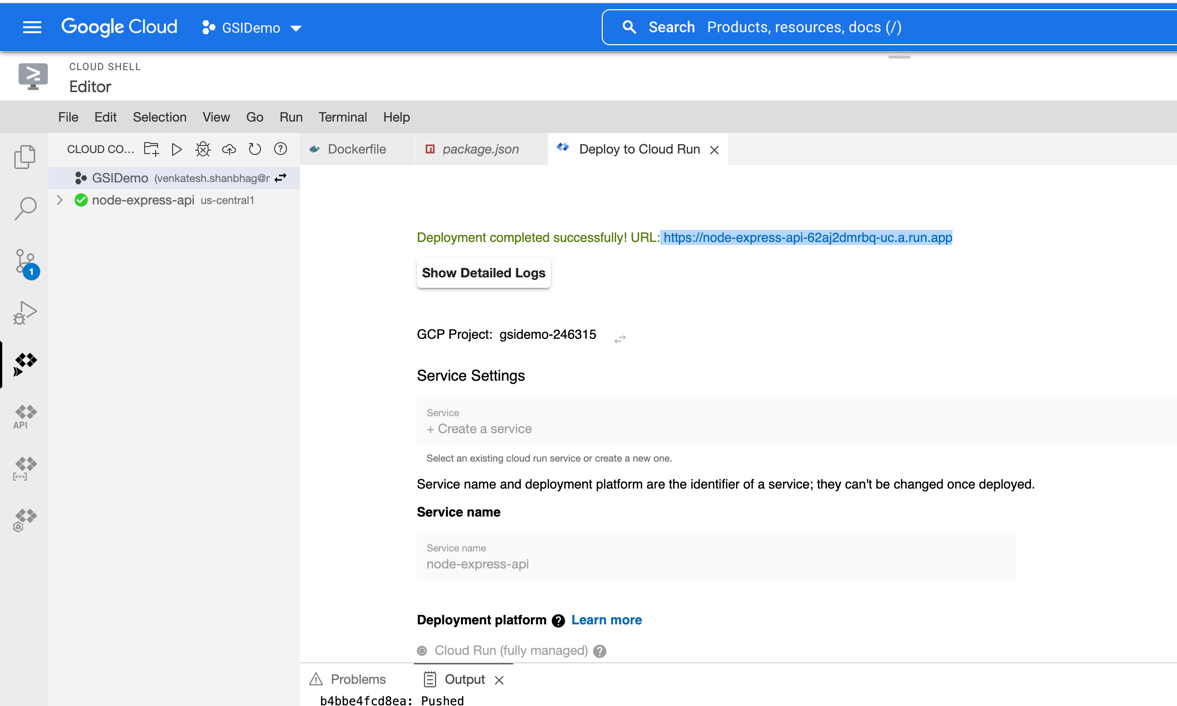 Google Cloud GSIDemo Search Products, resources, docs (/)
CLOUD SHELL
Editor
File Edit Selection View Go Run Terminal Help
CLOUD CO... Dockerfile package.json Deploy to Cloud Run
GSIDemo (venkatesh.shanbhag@r
node-express-api us-central1
1
API
Deployment completed successfully! URL: https://node-express-api-62aj2dmrbq-uc.a.run.app
Show Detailed Logs
GCP Project: gsidemo-246315
Service Settings
Service
+ Create a service
Select an existing cloud run service or create a new one.
Service name and deployment platform are the identifier of a service; they can't be changed once deployed.
Service name
Service name
node-express-api
Deployment platform ? Learn more
Cloud Run (fully managed) ?
Problems Output
b4bbe4fcd8ea: Pushed